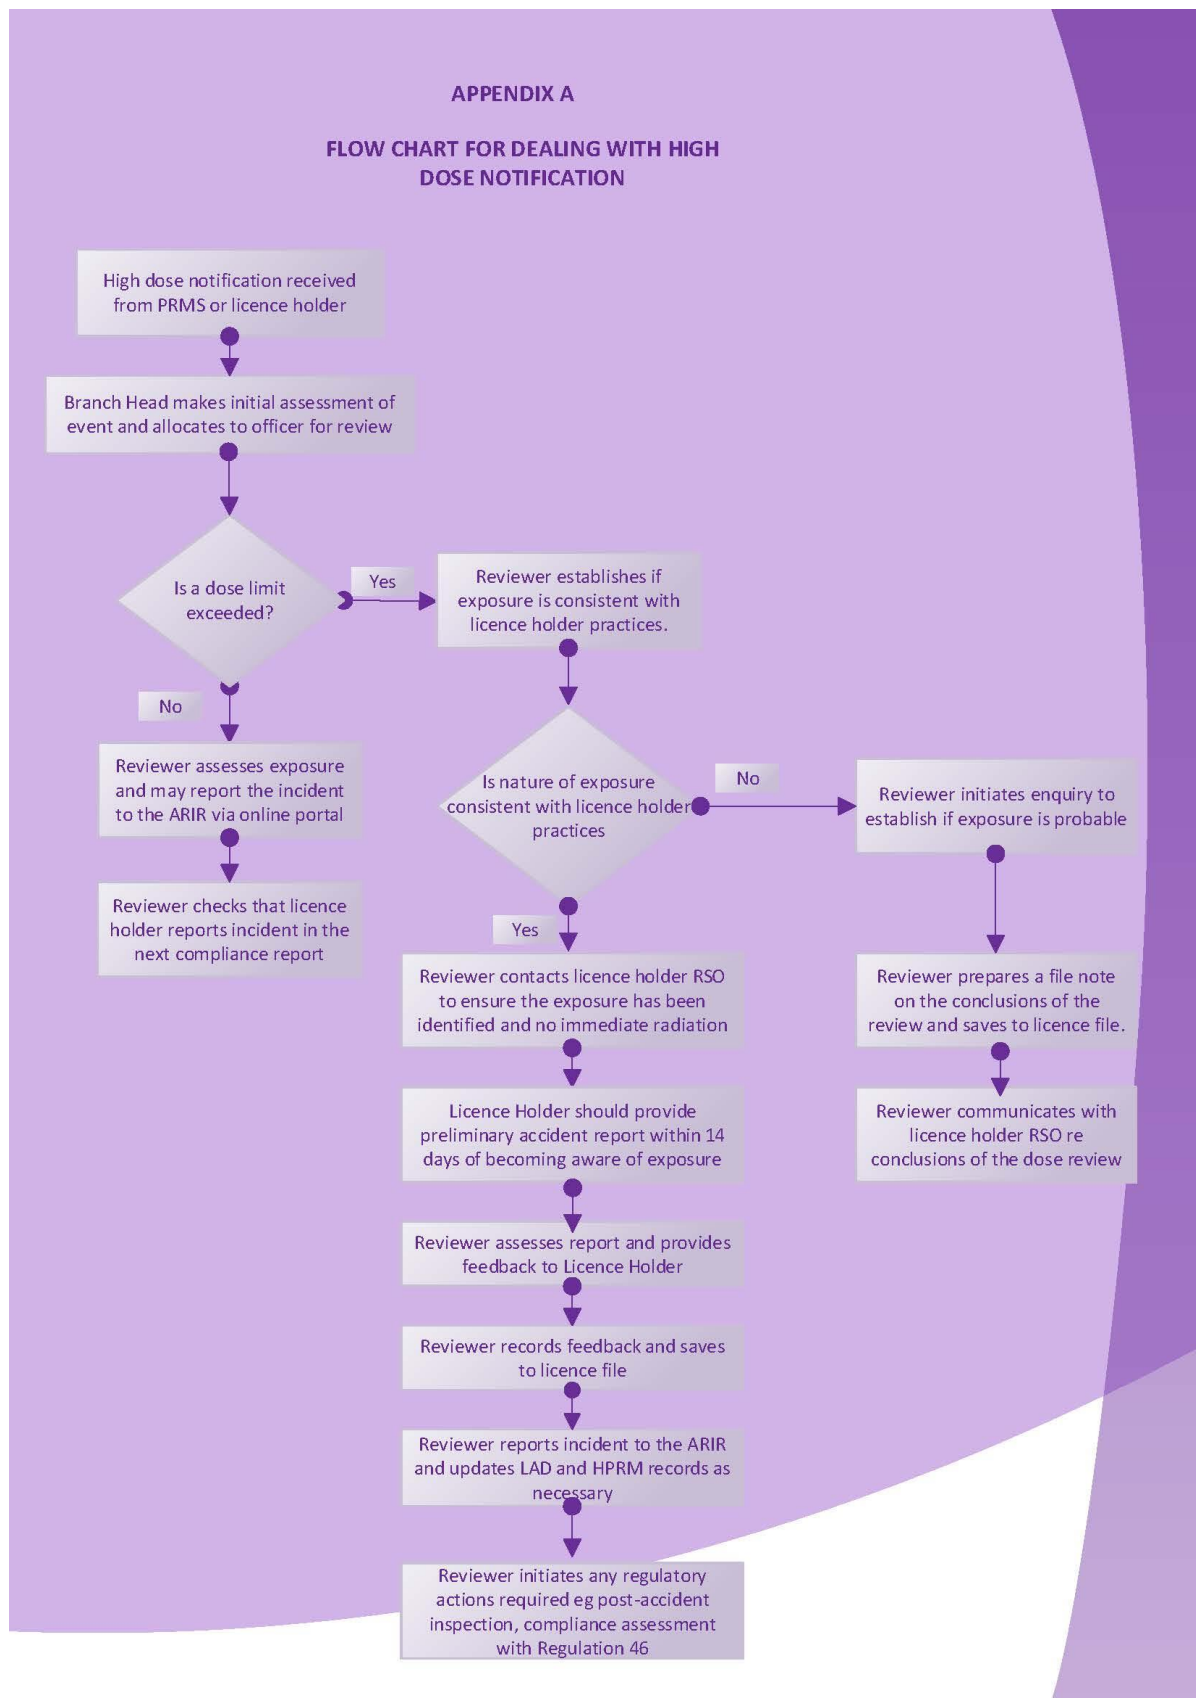 APPENDIX A
FLOW CHART FOR DEALING WITH HIGH
DOSE NOTIFICATION
High dose notification received
from PRMS or licence holder
Branch Head makes initial assessment of
event and allocates to officer for review
Is a dose limit
exceeded?
Yes
Reviewer establishes if
exposure is consistent with
licence holder practices.
No
Reviewer assesses exposure
and may report the incident
to the ARIR via online portal
Reviewer checks that licence
holder reports incident in the
next compliance report
Is nature of exposure
consistent with licence holder
practices
No
Reviewer initiates enquiry to
establish if exposure is probable
Yes
Reviewer contacts licence holder RSO
to ensure the exposure has been
identified and no immediate radiation
Reviewer prepares a file note
on the conclusions of the
review and saves to licence file.
Licence Holder should provide
preliminary accident report within 14
days of becoming aware of exposure
Reviewer communicates with
licence holder RSO re
conclusions of the dose review
Reviewer assesses report and provides
feedback to Licence Holder
Reviewer records feedback and saves
to licence file
Reviewer reports incident to the ARIR
and updates LAD and HPRM records as
necessary
Reviewer initiates any regulatory
actions required eg post-accident
inspection, compliance assessment
with Regulation 46